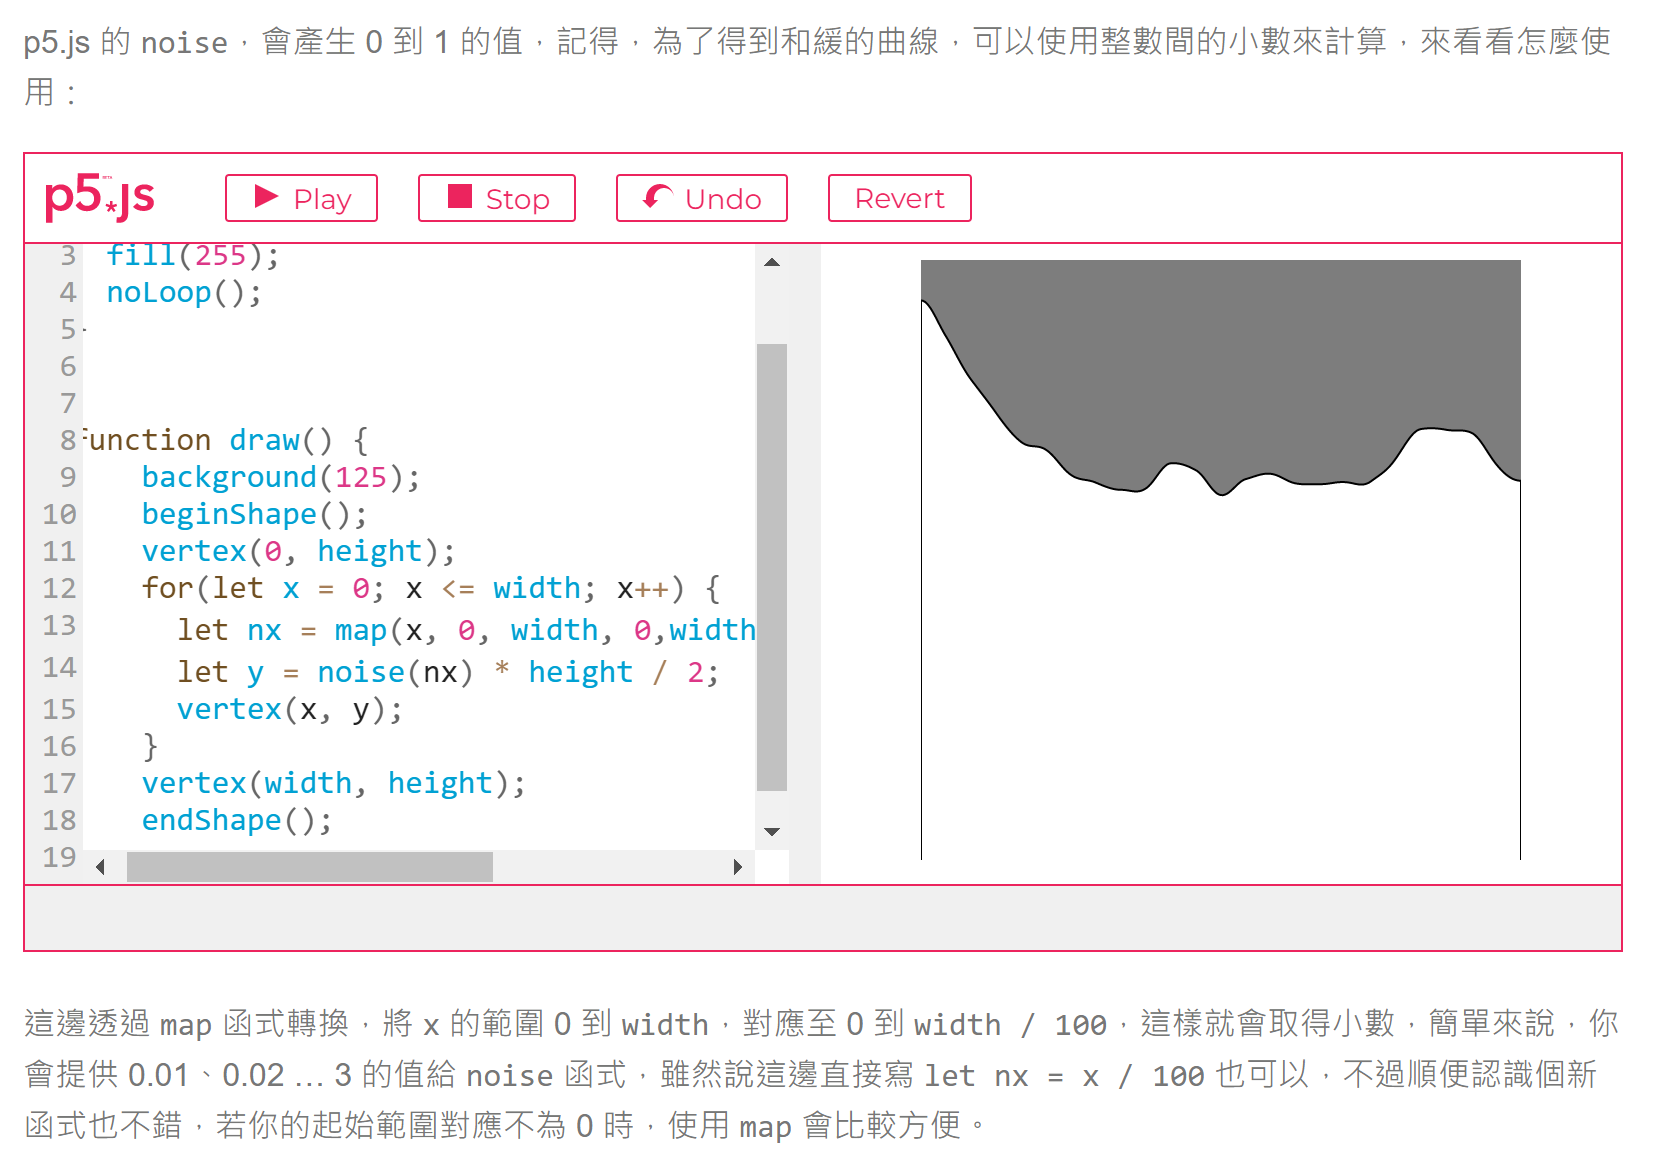 p5.js 的 noise，會產生 0 到 1 的值，記得，為了得到和緩的曲線，可以使用整數間的小數來計算，來看看怎麼使
用：
p5.js Play Stop Undo Revert
3 fill(255);
4 noLoop();
5
6
7
8 function draw() {
9 background(125);
10 beginShape();
11 vertex(0, height);
12 for(let x = 0; x <= width; x++) {
13 let nx = map(x, 0, width, 0,width
14 let y = noise(nx) * height / 2;
15 vertex(x, y);
16 }
17 vertex(width, height);
18 endShape();
19
這邊透過 map 函式轉換，將 x 的範圍 0 到 width，對應至 0 到 width / 100，這樣就會取得小數，簡單來說，你
會提供 0.01、0.02 … 3 的值給 noise 函式，雖然說這邊直接寫 let nx = x / 100 也可以，不過順便認識個新
函式也不錯，若你的起始範圍對應不為 0 時，使用 map 會比較方便。